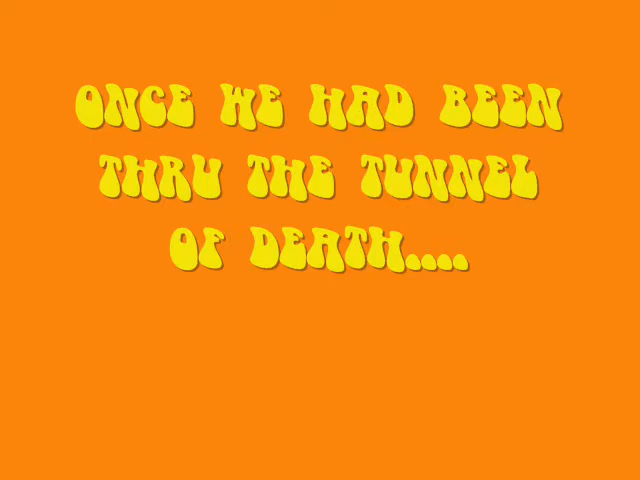 ONCE WE HAD BEEN
THRU THE TUNNEL
OF DEATH....